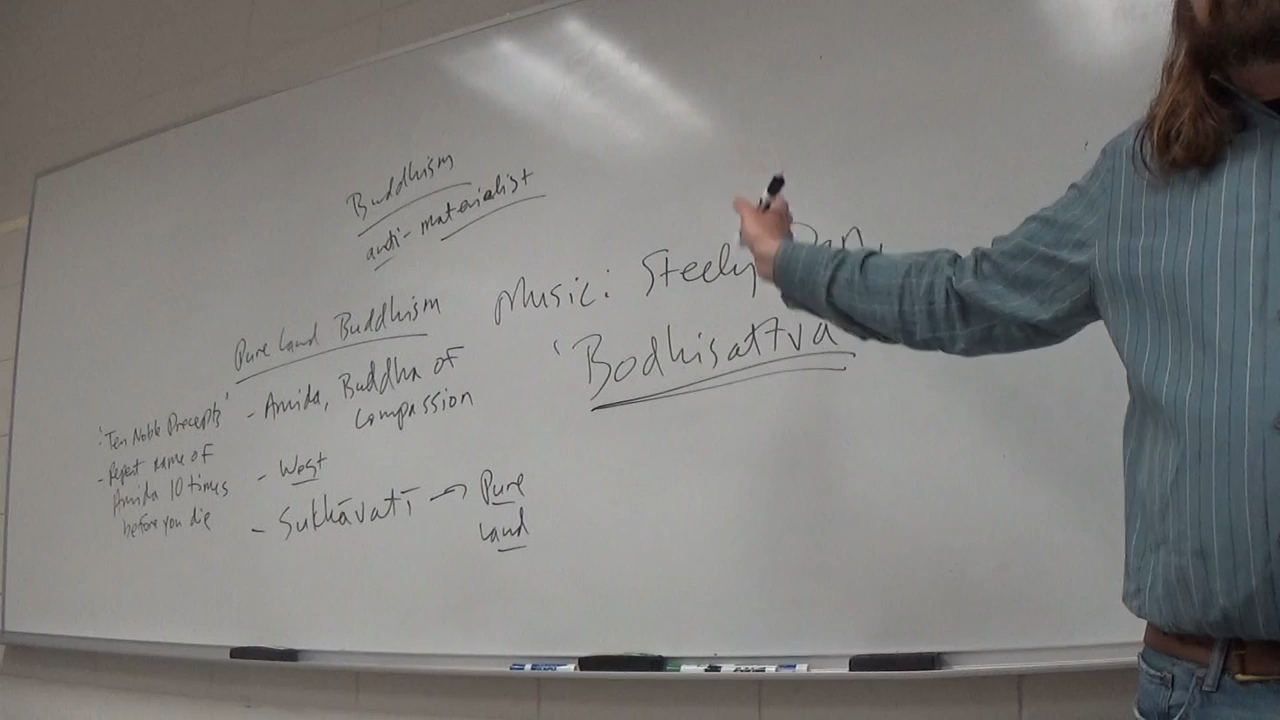 Buddhism
anti-materialist
Music: Steely Dan,
'Bodhisattva
Pure Land Buddhism
- Amida, Buddha of
Compassion
- West
- Sukhāvatī → Pure
Land
'Ten Noble Precepts'
- Repeat name of
Amida 10 times
before you die